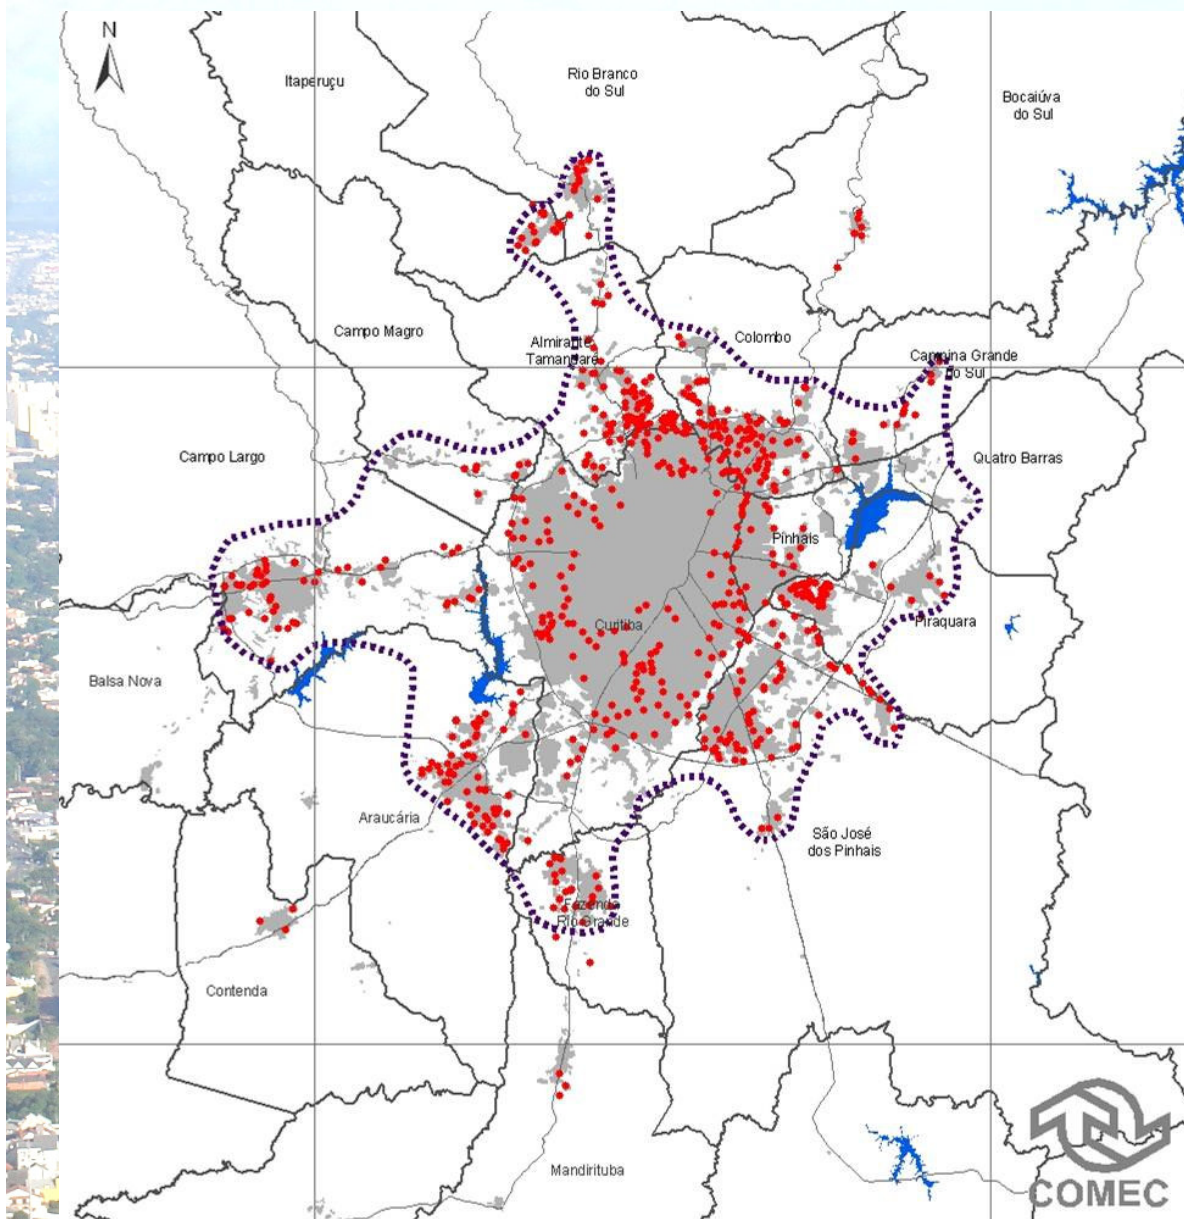 N
Itaperuçu
Rio Branco
do Sul
Bocaiúva
do Sul
Campo Magro
Almirante
Tamandaré
Colombo
Campina Grande
do Sul
Campo Largo
Quatro Barras
Pinhais
Curitiba
Piraquara
Balsa Nova
Araucária
São José
dos Pinhais
Fazenda
Rio Grande
Contenda
Mandirituba
COMEC